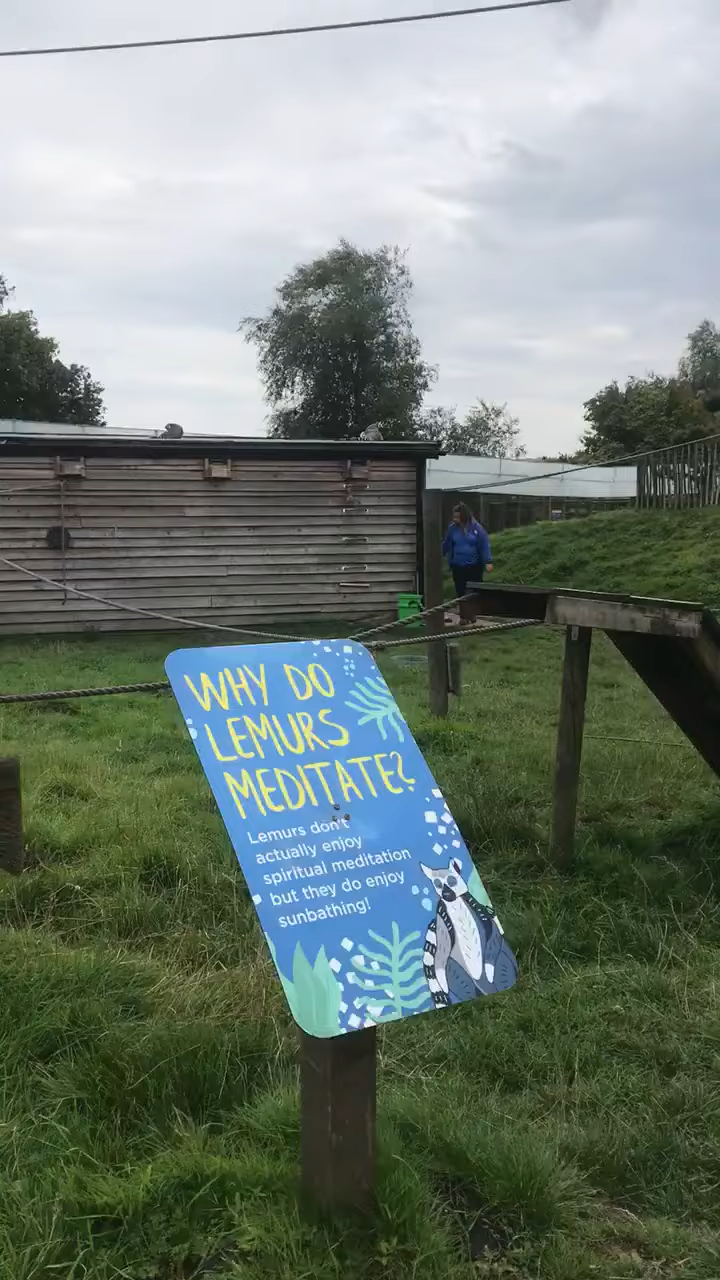 WHY DO
LEMURS
MEDITATE?
Lemurs don't
actually enjoy
spiritual meditation
but they do enjoy
sunbathing!